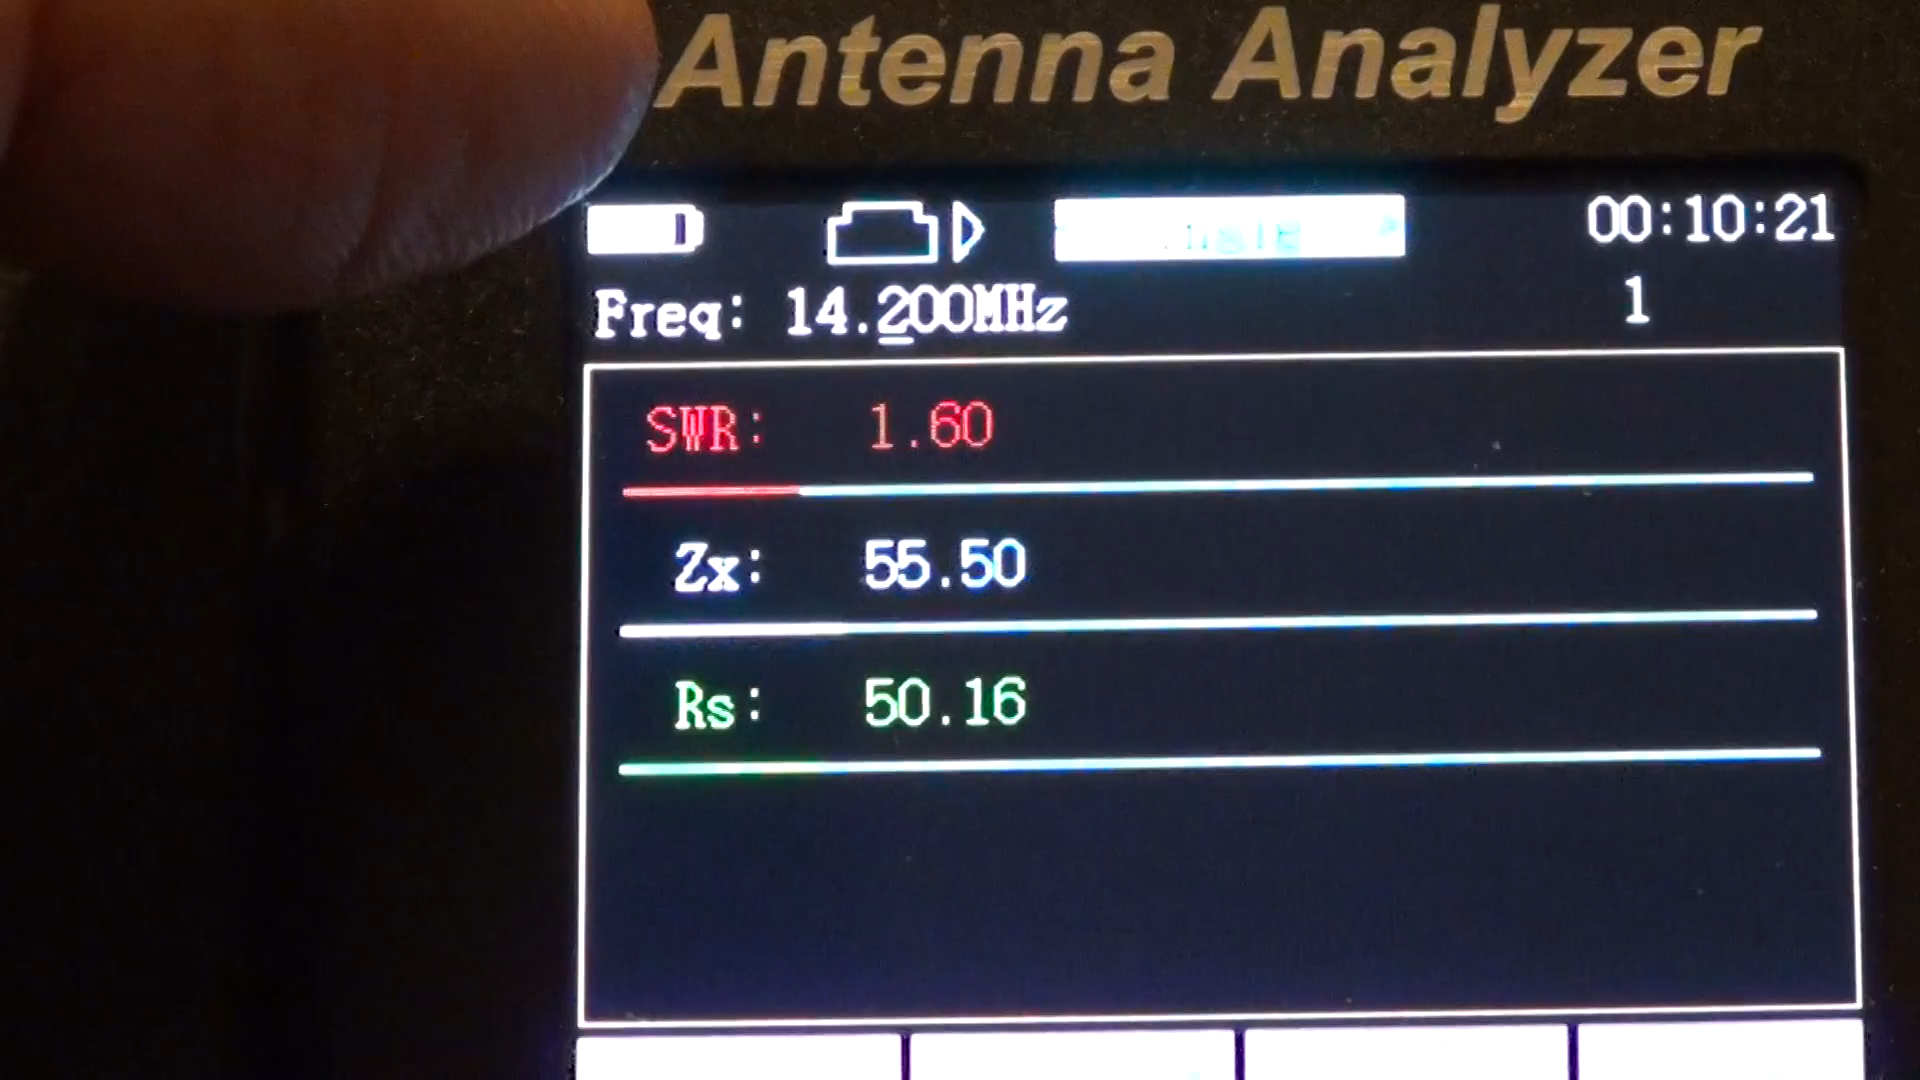 Antenna Analyzer
00:10:21
Freq: 14.200MHz 1
SWR: 1.60
Zx: 55.50
Rs: 50.16